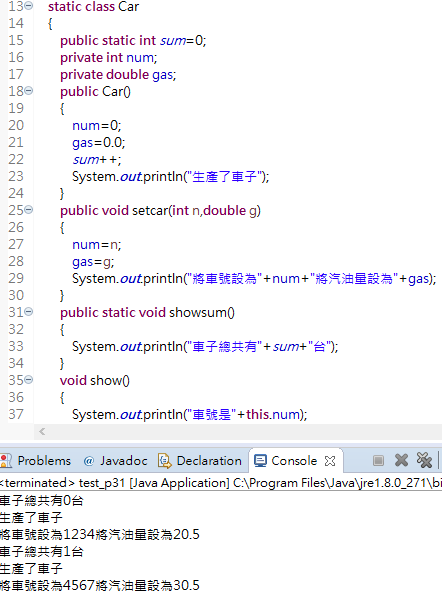 13 static class Car
14 {
15 public static int sum=0;
16 private int num;
17 private double gas;
18 public Car()
19 {
20 num=0;
21 gas=0.0;
22 sum++;
23 System.out.println("生產了車子");
24 }
25 public void setcar(int n,double g)
26 {
27 num=n;
28 gas=g;
29 System.out.println("將車號設為"+num+"將汽油量設為"+gas);
30 }
31 public static void showsum()
32 {
33 System.out.println("車子總共有"+sum+"台");
34 }
35 void show()
36 {
37 System.out.println("車號是"+this.num);
Problems @ Javadoc Declaration Console
<terminated> test_p31 [Java Application] C:\Program Files\Java\jre1.8.0_271\bi
車子總共有0台
生產了車子
將車號設為1234將汽油量設為20.5
車子總共有1台
生產了車子
將車號設為4567將汽油量設為30.5